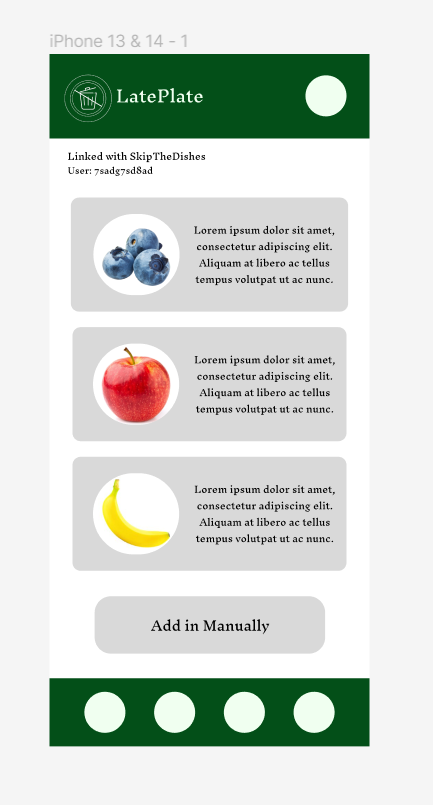 iPhone 13 & 14 - 1
LatePlate
Linked with SkipTheDishes
User: 7sadg7sd8ad
Lorem ipsum dolor sit amet,
consectetur adipiscing elit.
Aliquam at libero ac tellus
tempus volutpat ut ac nunc.
Lorem ipsum dolor sit amet,
consectetur adipiscing elit.
Aliquam at libero ac tellus
tempus volutpat ut ac nunc.
Lorem ipsum dolor sit amet,
consectetur adipiscing elit.
Aliquam at libero ac tellus
tempus volutpat ut ac nunc.
Add in Manually